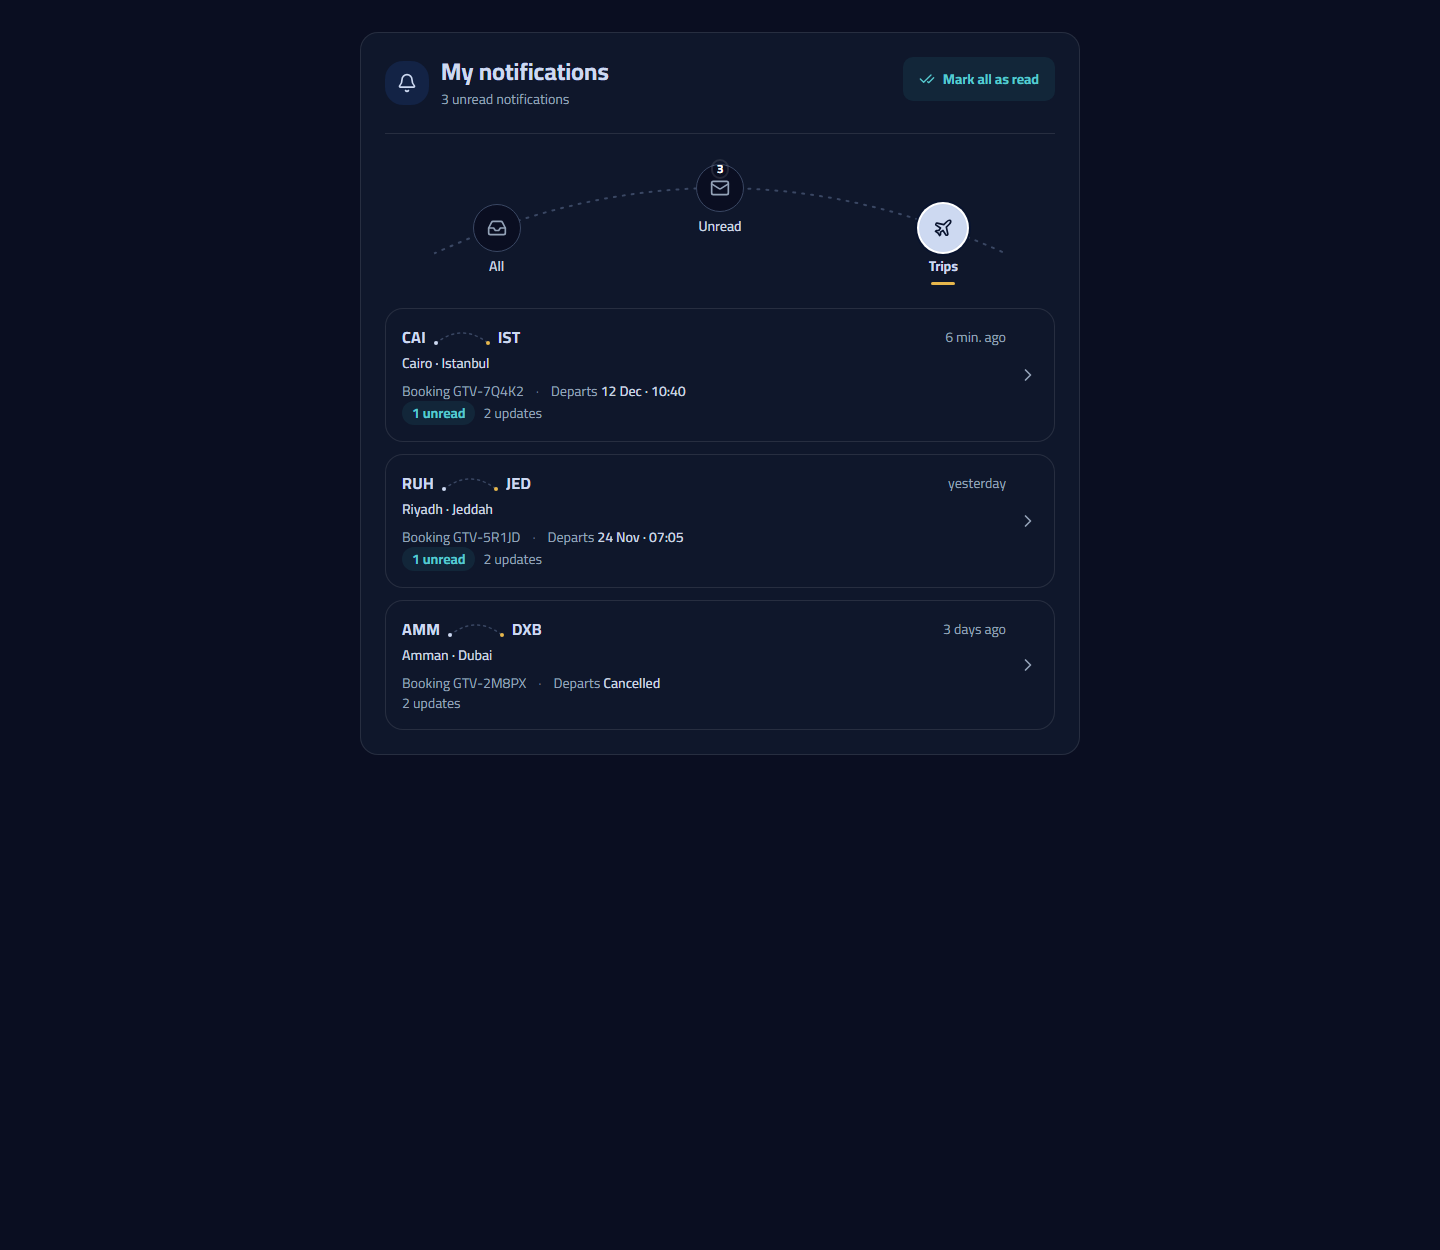 My notifications
3 unread notifications
Mark all as read
3
Unread
All
Trips
CAI IST
6 min. ago
Cairo · Istanbul
Booking GTV-7Q4K2 · Departs 12 Dec · 10:40
1 unread 2 updates
RUH JED
yesterday
Riyadh · Jeddah
Booking GTV-5R1JD · Departs 24 Nov · 07:05
1 unread 2 updates
AMM DXB
3 days ago
Amman · Dubai
Booking GTV-2M8PX · Departs Cancelled
2 updates